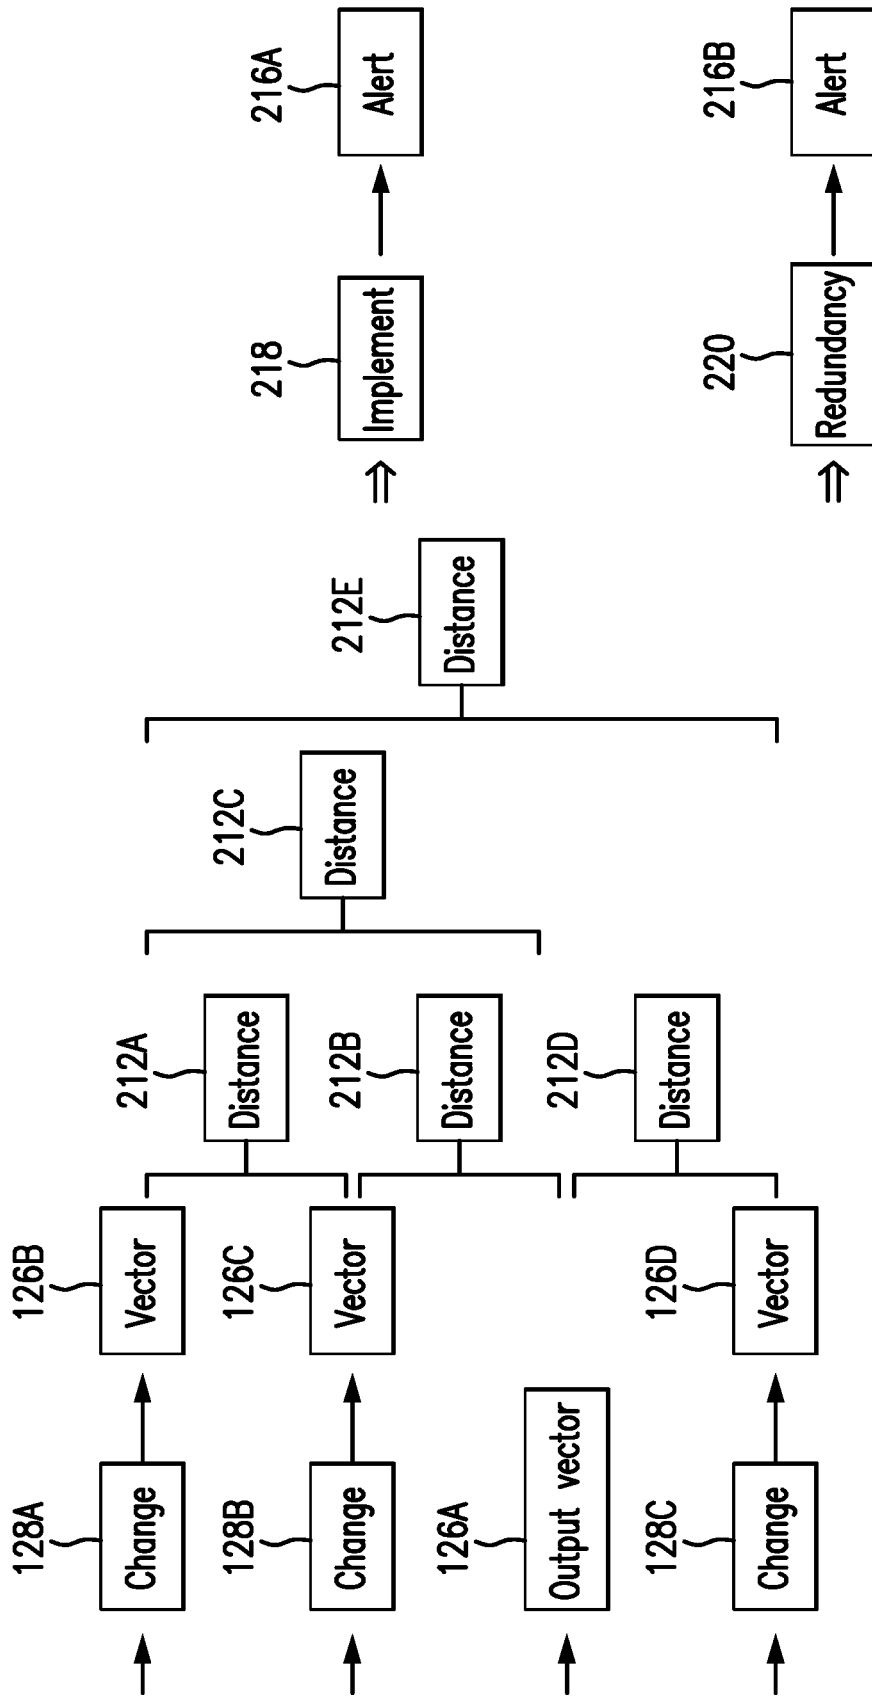 128A
Change
126B
Vector
212A
Distance
128B
Change
126C
Vector
212B
Distance
212C
Distance
126A
Output vector
212D
Distance
212E
Distance
128C
Change
126D
Vector
218
Implement
216A
Alert
220
Redundancy
216B
Alert